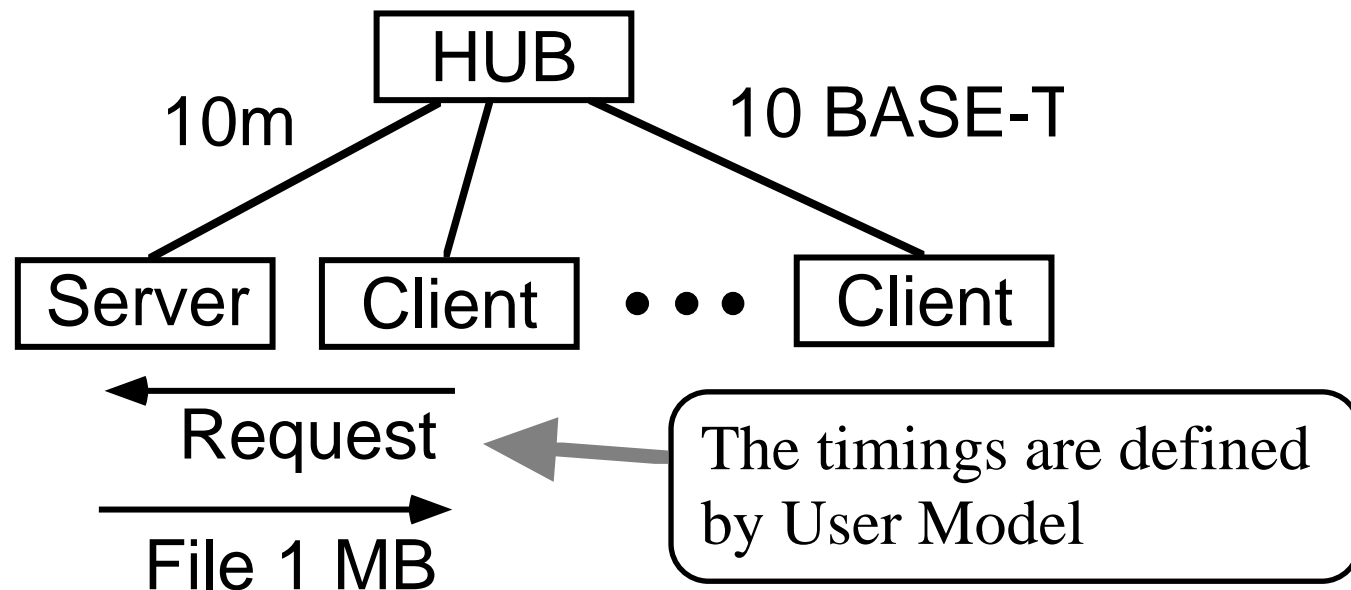 HUB
10m
10 BASE-T
Server
Client
Client
Request
The timings are defined
by User Model
File 1 MB